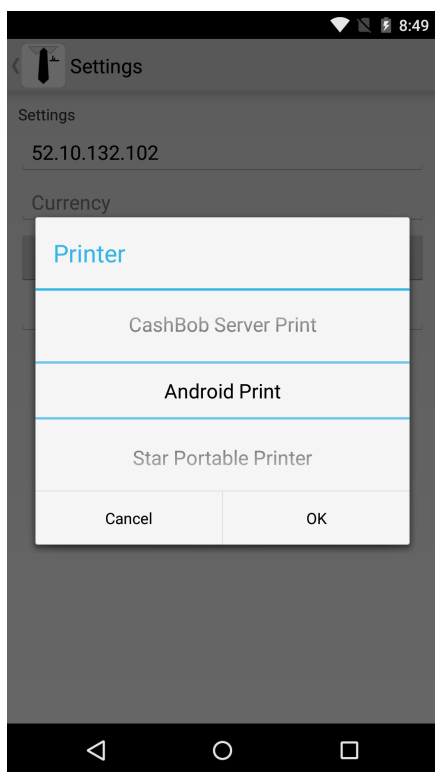 8:49
Settings
Settings
52.10.132.102
Currency
Printer
CashBob Server Print
Android Print
Star Portable Printer
Cancel
OK